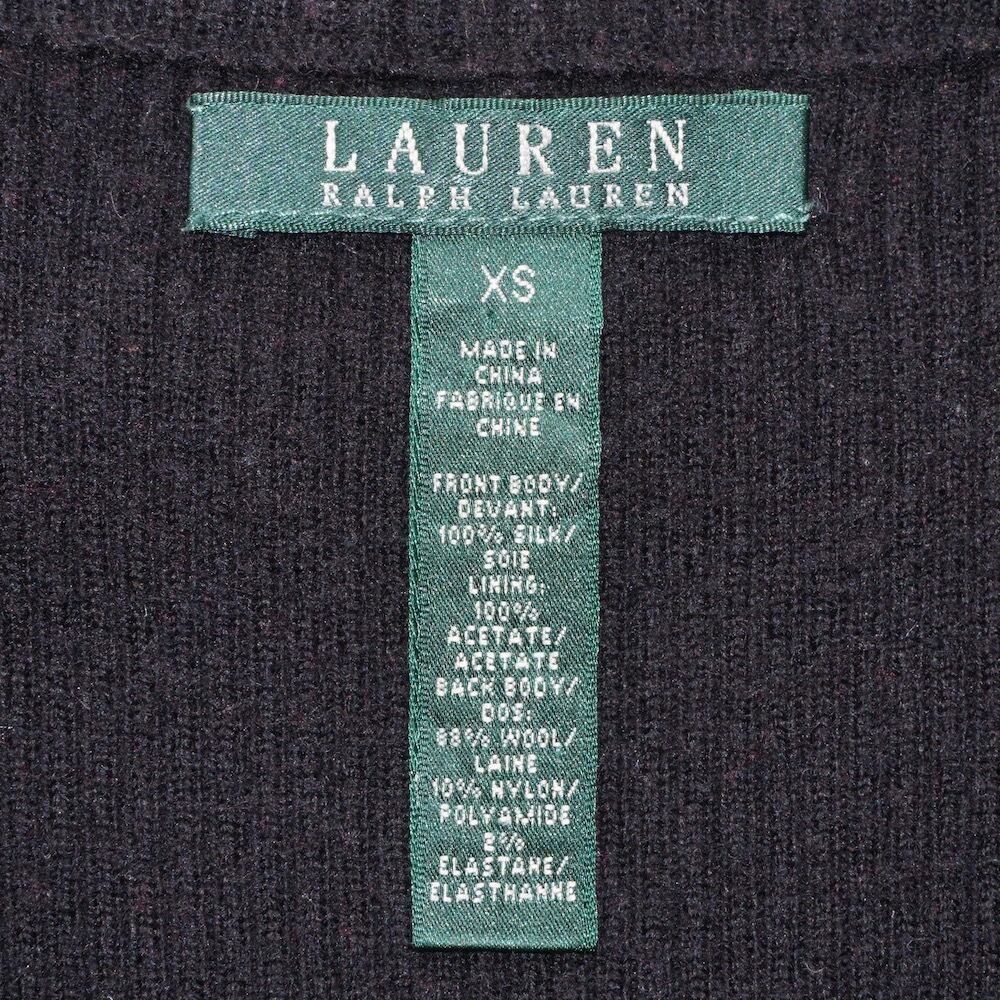 LAUREN
RALPH LAUREN
XS
MADE IN
CHINA
FABRIQUE EN
CHINE
FRONT BODY/
DEVANT:
100% SILK/
SOIE
LINING:
100%
ACETATE/
ACETATE
BACK BODY/
DOS:
88% WOOL/
LAINE
10% NYLON/
POLYAMIDE
2%
ELASTANE/
ELASTHANNE